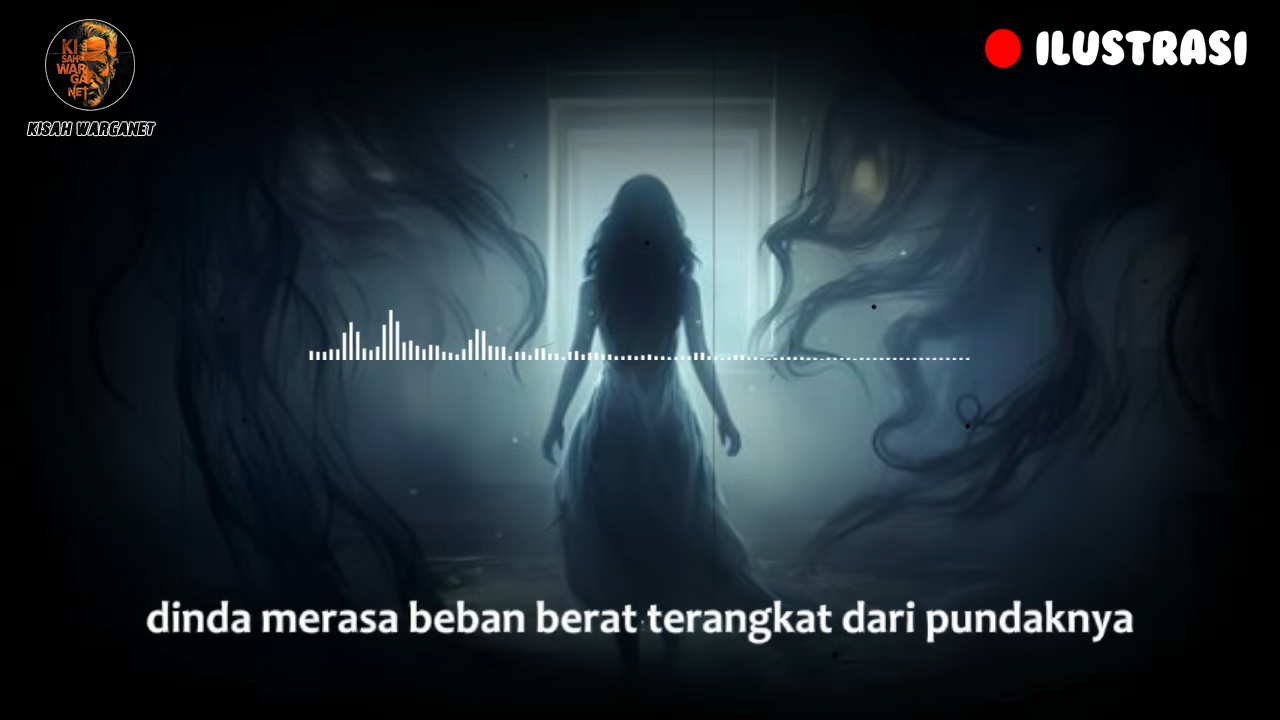 KI
SAH
WAR
GA
NET
KISAH WARGANET
ILUSTRASI
dinda merasa beban berat terangkat dari pundaknya